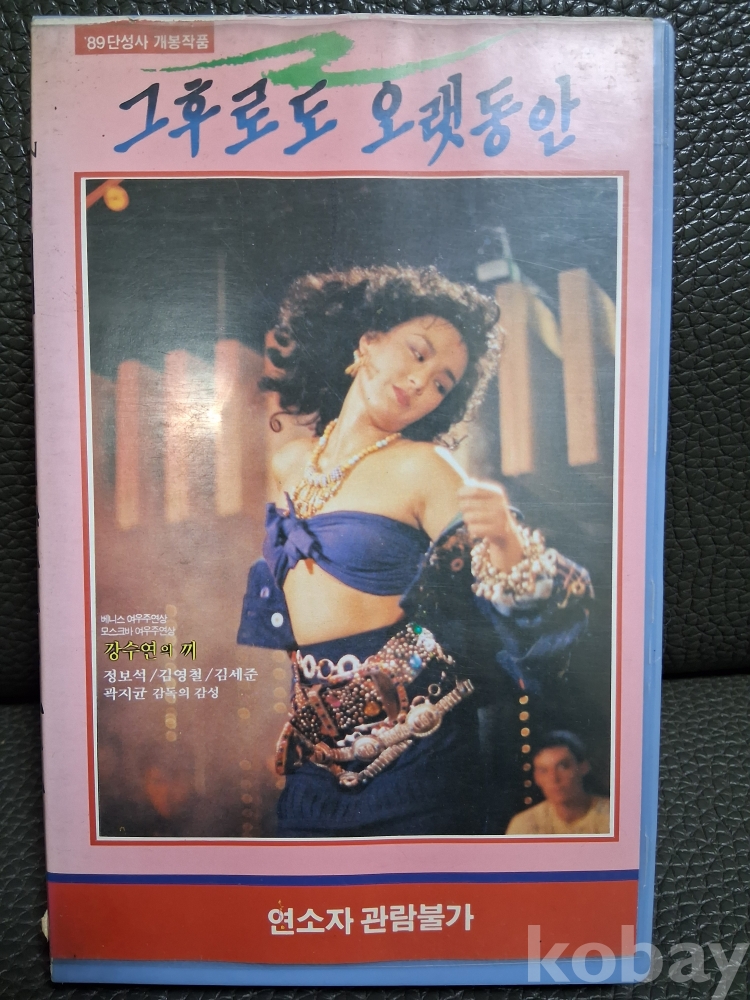 '89 단성사 개봉작품
그후로도 오랫동안
베니스 여우주연상
모스크바 여우주연상
강수연의 끼
정보석/김영철/김세준
곽지균 감독의 감성
연소자 관람불가
kobay